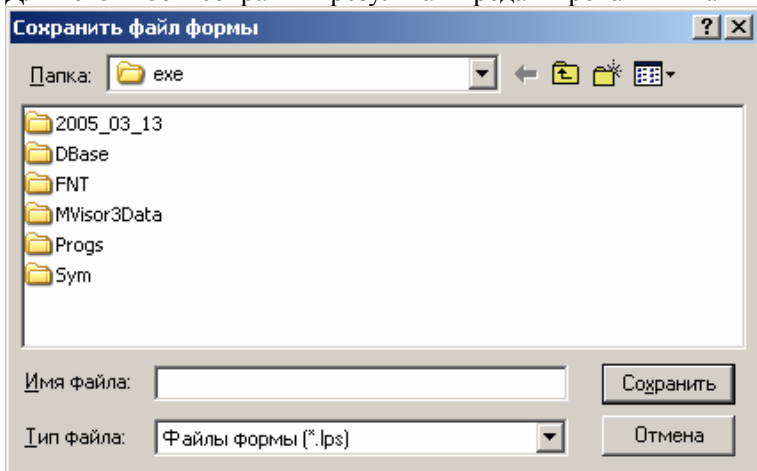 Сохранить файл формы
Папка: exe
2005_03_13
DBase
FNT
MVisor3Data
Progs
Sym
Имя файла:
Сохранить
Тип файла: Файлы формы (*.lps)
Отмена